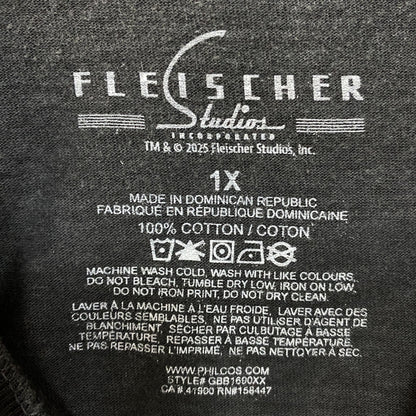 FLEISCHER
Studios
INCORPORATED
TM & © 2025 Fleischer Studios, Inc.
1X
MADE IN DOMINICAN REPUBLIC
FABRIQUÉ EN RÉPUBLIQUE DOMINICAINE
100% COTTON / COTON
MACHINE WASH COLD, WASH WITH LIKE COLOURS,
DO NOT BLEACH, TUMBLE DRY LOW, IRON ON LOW,
DO NOT IRON PRINT, DO NOT DRY CLEAN.
LAVER À LA MACHINE À L'EAU FROIDE, LAVER AVEC DES
COULEURS SEMBLABLES, NE PAS UTILISER D'AGENT DE
BLANCHIMENT, SÉCHER PAR CULBUTAGE À BASSE
TEMPÉRATURE, REPASSER À BASSE TEMPÉRATURE,
NE PAS REPASSER L'IMPRIMÉ, NE PAS NETTOYER À SEC.
WWW.PHILCOS.COM
STYLE# GBB1690XX
CA # 41900 RN#158447